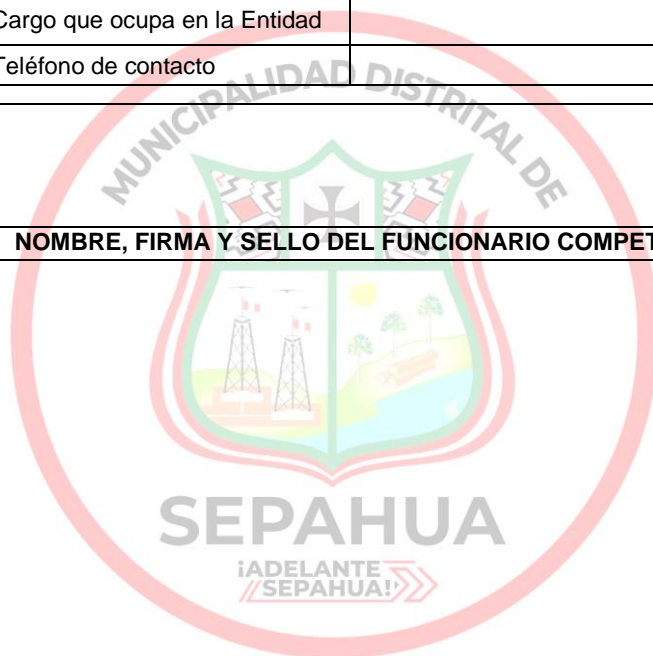 Cargo que ocupa en la Entidad
Teléfono de contacto
MUNICIPALIDAD DISTRITAL DE
NOMBRE, FIRMA Y SELLO DEL FUNCIONARIO COMPET
SEPAHUA
¡ADELANTE
SEPAHUA!